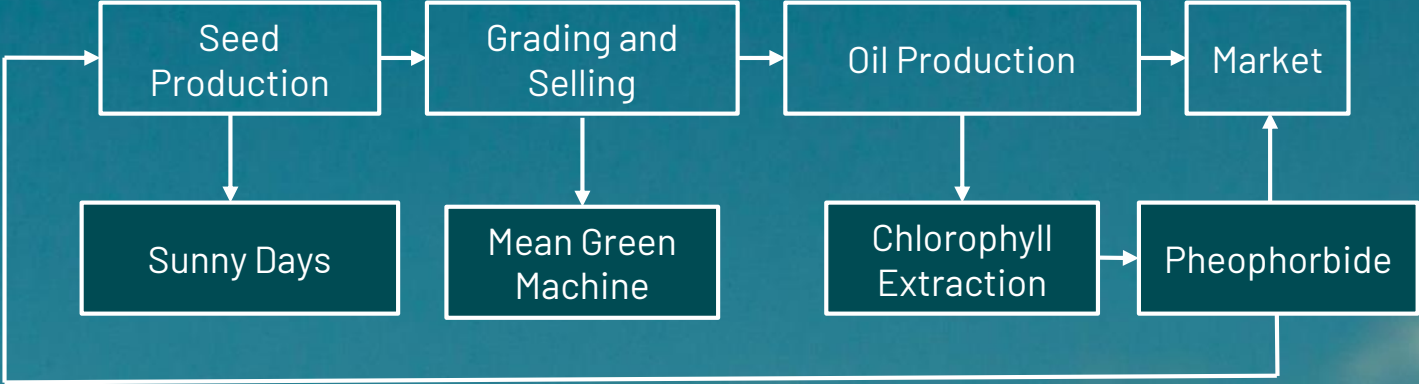 Seed
Production
Grading and
Selling
Oil Production
Market
Sunny Days
Mean Green
Machine
Chlorophyll
Extraction
Pheophorbide